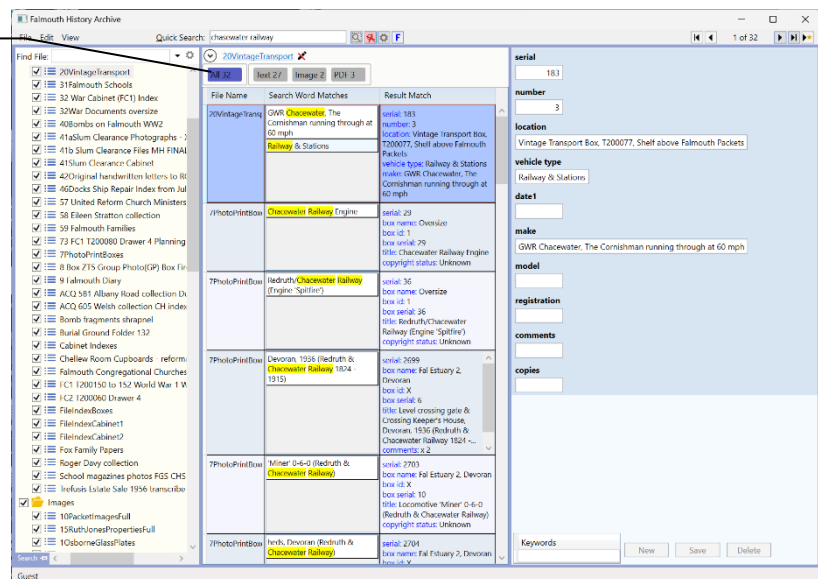 Falmouth History Archive
File Edit View
Quick Search: chasewater railway
F
1 of 32
Find File:
20VintageTransport
31Falmouth Schools
32 War Cabinet (FC1) Index
32War Documents oversize
40Bombs on Falmouth WW2
41aSlum Clearance Photographs -
41b Slum Clearance Files MH FINAL
41Slum Clearance Cabinet
42Original handwritten letters to RC
46Docks Ship Repair Index from Jul
57 United Reform Church Ministers
58 Eileen Stratton collection
59 Falmouth Families
73 FC1 T200080 Drawer 4 Planning
7PhotoPrintBoxes
8 Box ZT5 Group Photo(GP) Box Fir
9 Falmouth Diary
ACQ 581 Albany Road collection Du
ACQ 605 Welsh collection CH index
Bomb fragments shrapnel
Burial Ground Folder 132
Cabinet Indexes
Chellew Room Cupboards - reform
Falmouth Congregational Churches
FC1 T200150 to 152 World War 1 W
FC2 T200060 Drawer 4
FileIndexBoxes
FileIndexCabinet1
FileIndexCabinet2
Fox Family Papers
Roger Davy collection
School magazines photos FGS CHS
Trefusis Estate Sale 1956 transcribe
Images
10PacketImagesFull
15RuthJonesPropertiesFull
1OsborneGlassPlates
Search
Guest
20VintageTransport
All 32 Text 27 Image 2 PDF 3
File Name Search Word Matches Result Match
20VintageTransp
GWR Chacewater, The
Cornishman running through at
60 mph
Railway & Stations
serial: 183
number: 3
location: Vintage Transport Box,
T200077, Shelf above Falmouth
Packets
vehicle type: Railway & Stations
make: GWR Chacewater, The
Cornishman running through at
60 mph
7PhotoPrintBox
Chacewater Railway Engine
serial: 29
box name: Oversize
box id: 1
box serial: 29
title: Chacewater Railway Engine
copyright status: Unknown
7PhotoPrintBox
Redruth/Chacewater Railway
(Engine 'Spitfire')
serial: 36
box name: Oversize
box id: 1
box serial: 36
title: Redruth/Chacewater
Railway (Engine 'Spitfire')
copyright status: Unknown
7PhotoPrintBox
Devoran, 1936 (Redruth &
Chacewater Railway 1824 -
1915)
serial: 2699
box name: Fal Estuary 2,
Devoran
box id: X
box serial: 6
title: Level crossing gate &
Crossing Keeper's House,
Devoran, 1936 (Redruth &
Chacewater Railway 1824 -...
comments: x 2
7PhotoPrintBox
'Miner' 0-6-0 (Redruth &
Chacewater Railway)
serial: 2703
box name: Fal Estuary 2, Devoran
box id: X
box serial: 10
title: Locomotive 'Miner' 0-6-0
(Redruth & Chacewater Railway)
copyright status: Unknown
7PhotoPrintBox
heds, Devoran (Redruth &
Chacewater Railway)
serial: 2704
box name: Fal Estuary 2, Devoran
box id: X
serial
183
number
3
location
Vintage Transport Box, T200077, Shelf above Falmouth Packets
vehicle type
Railway & Stations
date1
make
GWR Chacewater, The Cornishman running through at 60 mph
model
registration
comments
copies
Keywords
New Save Delete